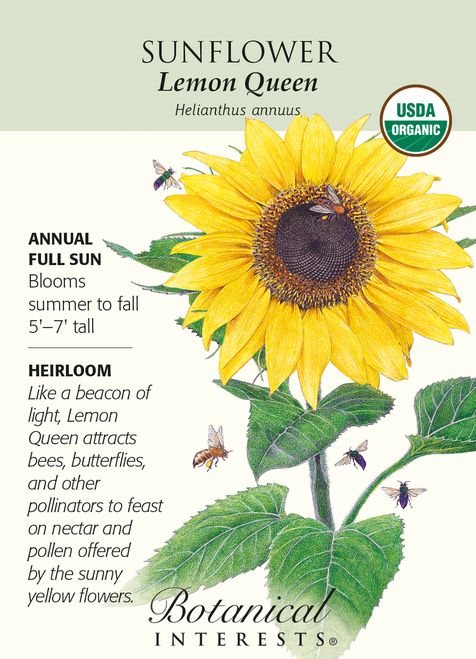 SUNFLOWER
Lemon Queen
Helianthus annuus
USDA
ORGANIC
ANNUAL
FULL SUN
Blooms
summer to fall
5'–7' tall
HEIRLOOM
Like a beacon of
light, Lemon
Queen attracts
bees, butterflies,
and other
pollinators to feast
on nectar and
pollen offered
by the sunny
yellow flowers.
Botanical
INTERESTS®